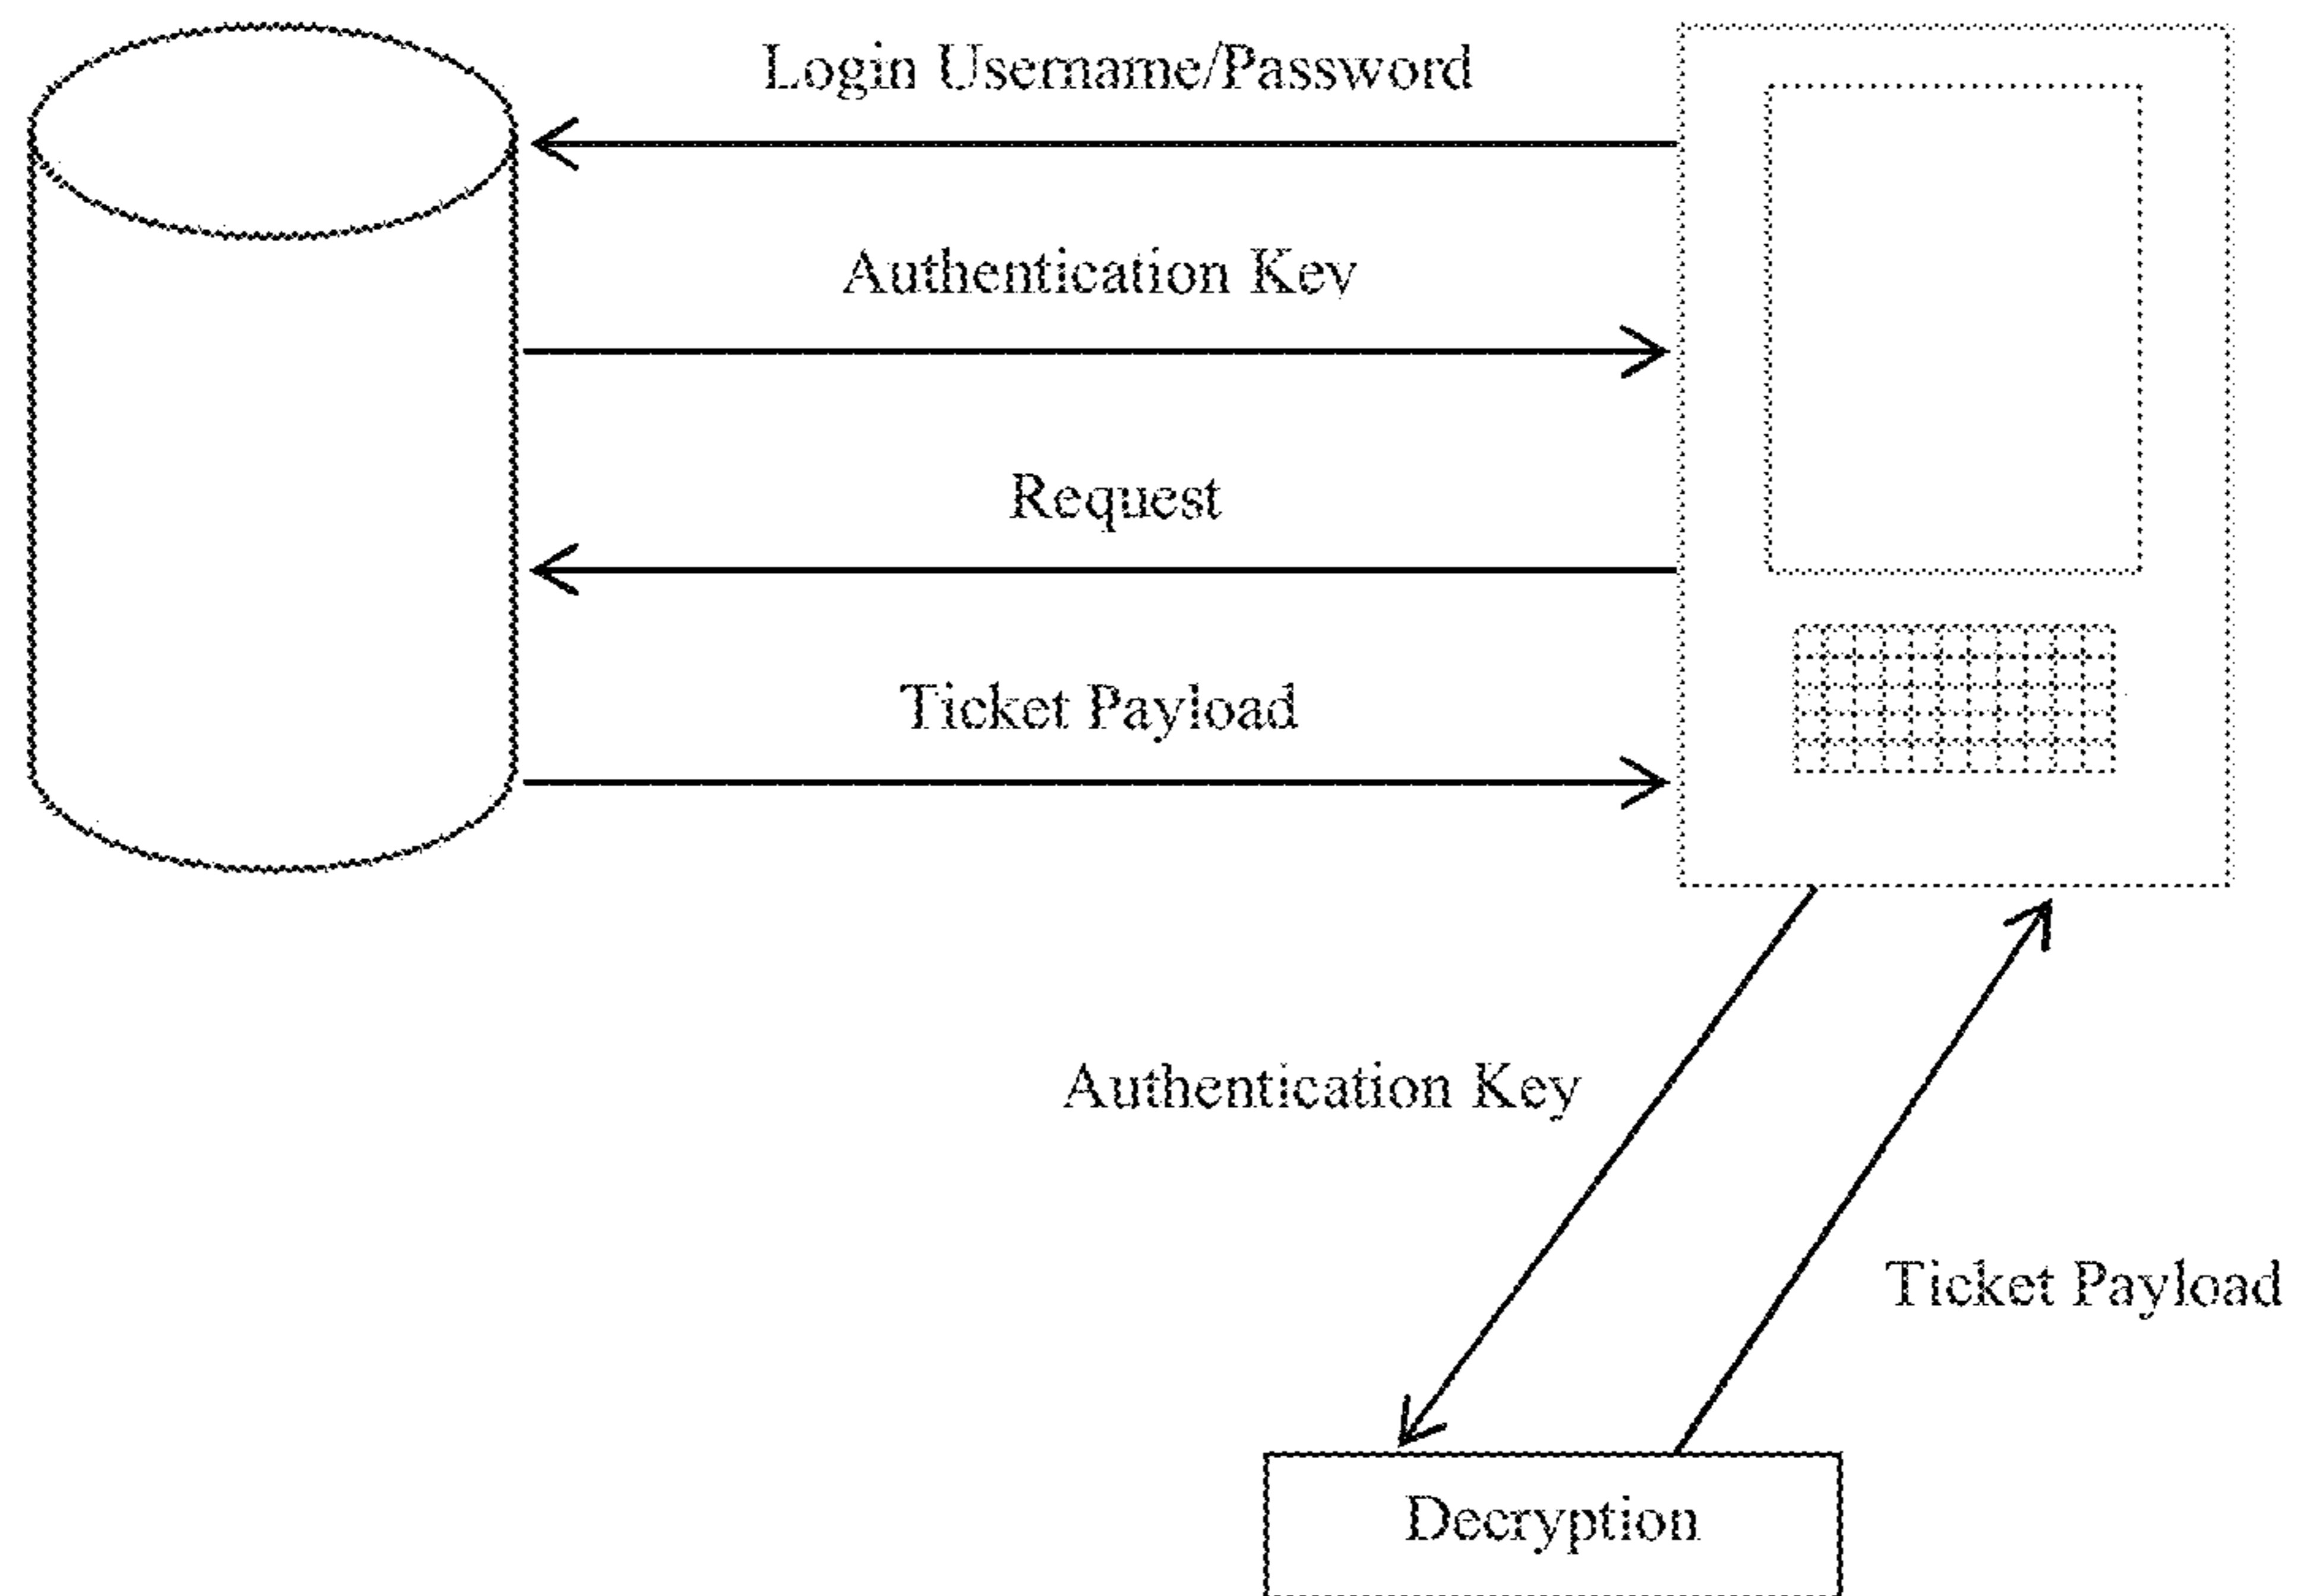 Login Username/Password
Authentication Key
Request
Ticket Payload
Authentication Key
Ticket Payload
Decryption